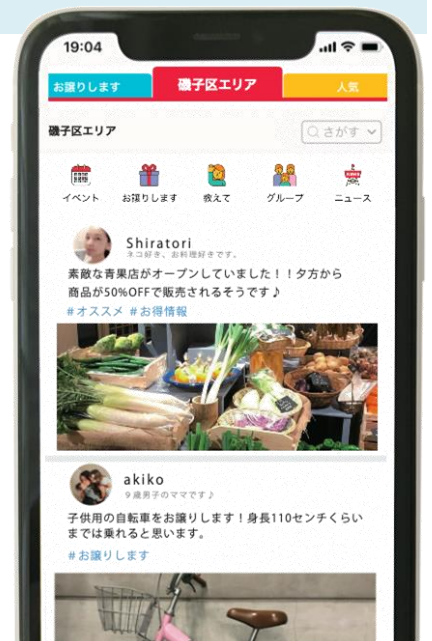 19:04
お譲りします
磯子区エリア
人気
磯子区エリア
さがす
イベント
お譲りします
教えて
グループ
ニュース
Shiratori
ネコ好き、お料理好きです。
素敵な青果店がオープンしていました！！夕方から
商品が50%OFFで販売されるそうです♪
#オススメ #お得情報
akiko
9歳男子のママです♪
子供用の自転車をお譲りします！身長110センチくらい
までは乗れると思います。
#お譲りします